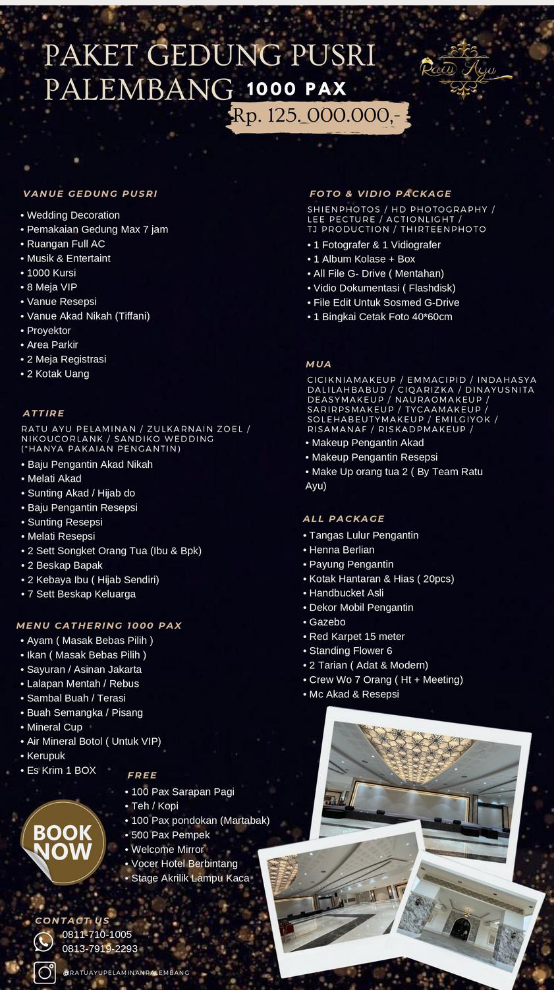 PAKET GEDUNG PUSRI
PALEMBANG 1000 PAX
Ratu Ayu
Rp. 125.000.000,-
VANUE GEDUNG PUSRI
• Wedding Decoration
• Pemakaian Gedung Max 7 jam
• Ruangan Full AC
• Musik & Entertaint
• 1000 Kursi
• 8 Meja VIP
• Vanue Resepsi
• Vanue Akad Nikah (Tiffani)
• Proyektor
• Area Parkir
• 2 Meja Registrasi
• 2 Kotak Uang
ATTIRE
RATU AYU PELAMINAN / ZULKARNAIN ZOEL /
NIKOUCORLANK / SANDIKO WEDDING
(*HANYA PAKAIAN PENGANTIN)
• Baju Pengantin Akad Nikah
• Melati Akad
• Sunting Akad / Hijab do
• Baju Pengantin Resepsi
• Sunting Resepsi
• Melati Resepsi
• 2 Sett Songket Orang Tua (Ibu & Bpk)
• 2 Beskap Bapak
• 2 Kebaya Ibu ( Hijab Sendiri)
• 7 Sett Beskap Keluarga
MENU CATHERING 1000 PAX
• Ayam ( Masak Bebas Pilih )
• Ikan ( Masak Bebas Pilih )
• Sayuran / Asinan Jakarta
• Lalapan Mentah / Rebus
• Sambal Buah / Terasi
• Buah Semangka / Pisang
• Mineral Cup
• Air Mineral Botol ( Untuk VIP)
• Kerupuk
• Es Krim 1 BOX
FREE
• 100 Pax Sarapan Pagi
• Teh / Kopi
• 100 Pax pondokan (Martabak)
• 500 Pax Pempek
• Welcome Mirror
• Vocer Hotel Berbintang
• Stage Akrilik Lampu Kaca
BOOK
NOW
CONTACT US
0811-710-1005
0813-7919-2293
@RATUAYUPELAMINANPALEMBANG
FOTO & VIDIO PACKAGE
SHIENPHOTOS / HD PHOTOGRAPHY /
LEE PECTURE / ACTIONLIGHT /
TJ PRODUCTION / THIRTEENPHOTO
• 1 Fotografer & 1 Vidiografer
• 1 Album Kolase + Box
• All File G- Drive ( Mentahan)
• Vidio Dokumentasi ( Flashdisk)
• File Edit Untuk Sosmed G-Drive
• 1 Bingkai Cetak Foto 40*60cm
MUA
CICIKNIAMAKEUP / EMMACIPID / INDAHASYA
DALILAHBABUD / CIQARIZKA / DINAYUSNITA
DEASYMAKEUP / NAURAOMAKEUP /
SARIRPSMAKEUP / TYCAAMAKEUP /
SOLEHABEUTYMAKEUP / EMILGIYOK /
RISAMANAF / RISKADPMAKEUP /
• Makeup Pengantin Akad
• Makeup Pengantin Resepsi
• Make Up orang tua 2 ( By Team Ratu
Ayu)
ALL PACKAGE
• Tangas Lulur Pengantin
• Henna Berlian
• Payung Pengantin
• Kotak Hantaran & Hias ( 20pcs)
• Handbucket Asli
• Dekor Mobil Pengantin
• Gazebo
• Red Karpet 15 meter
• Standing Flower 6
• 2 Tarian ( Adat & Modern)
• Crew Wo 7 Orang ( Ht + Meeting)
• Mc Akad & Resepsi